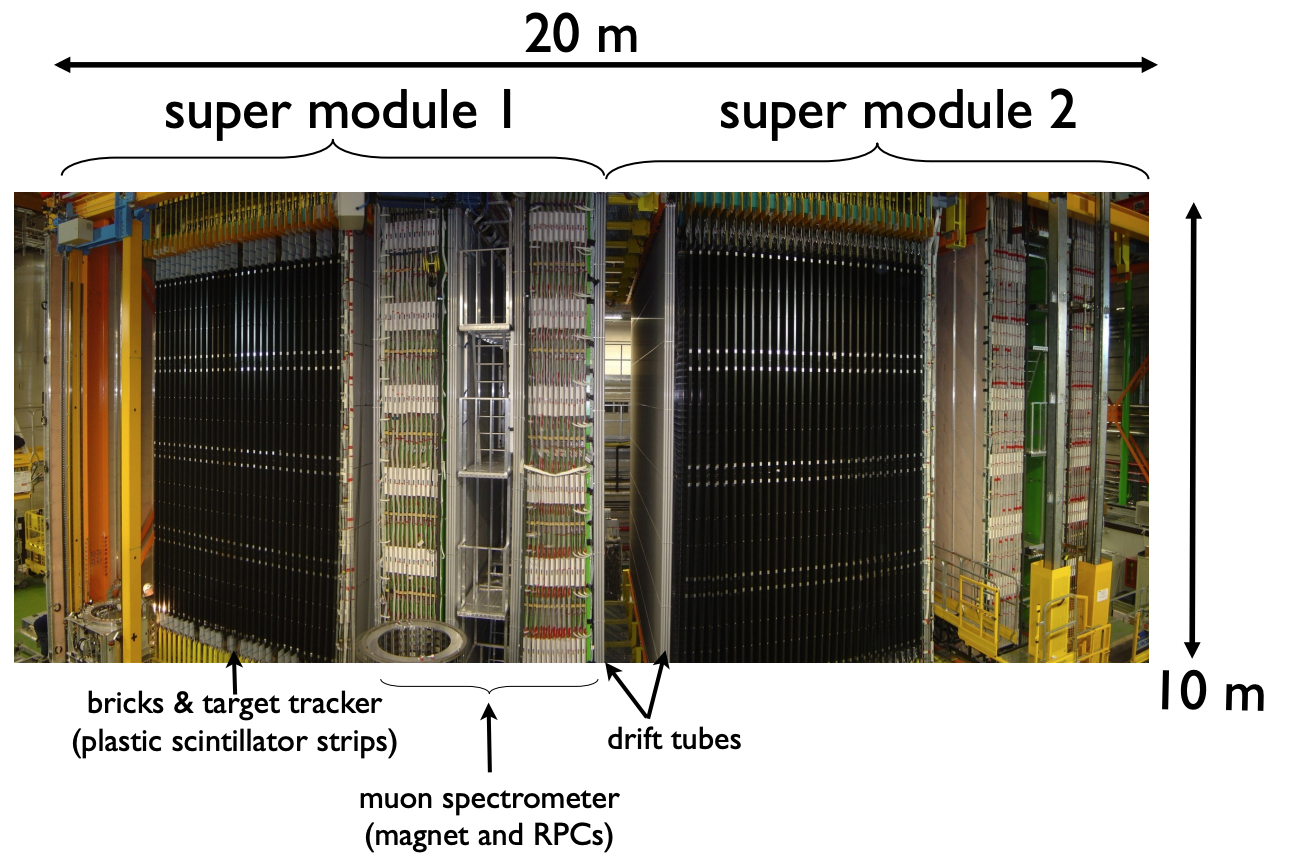 20 m
super module 1
super module 2
10 m
bricks & target tracker
(plastic scintillator strips)
drift tubes
muon spectrometer
(magnet and RPCs)